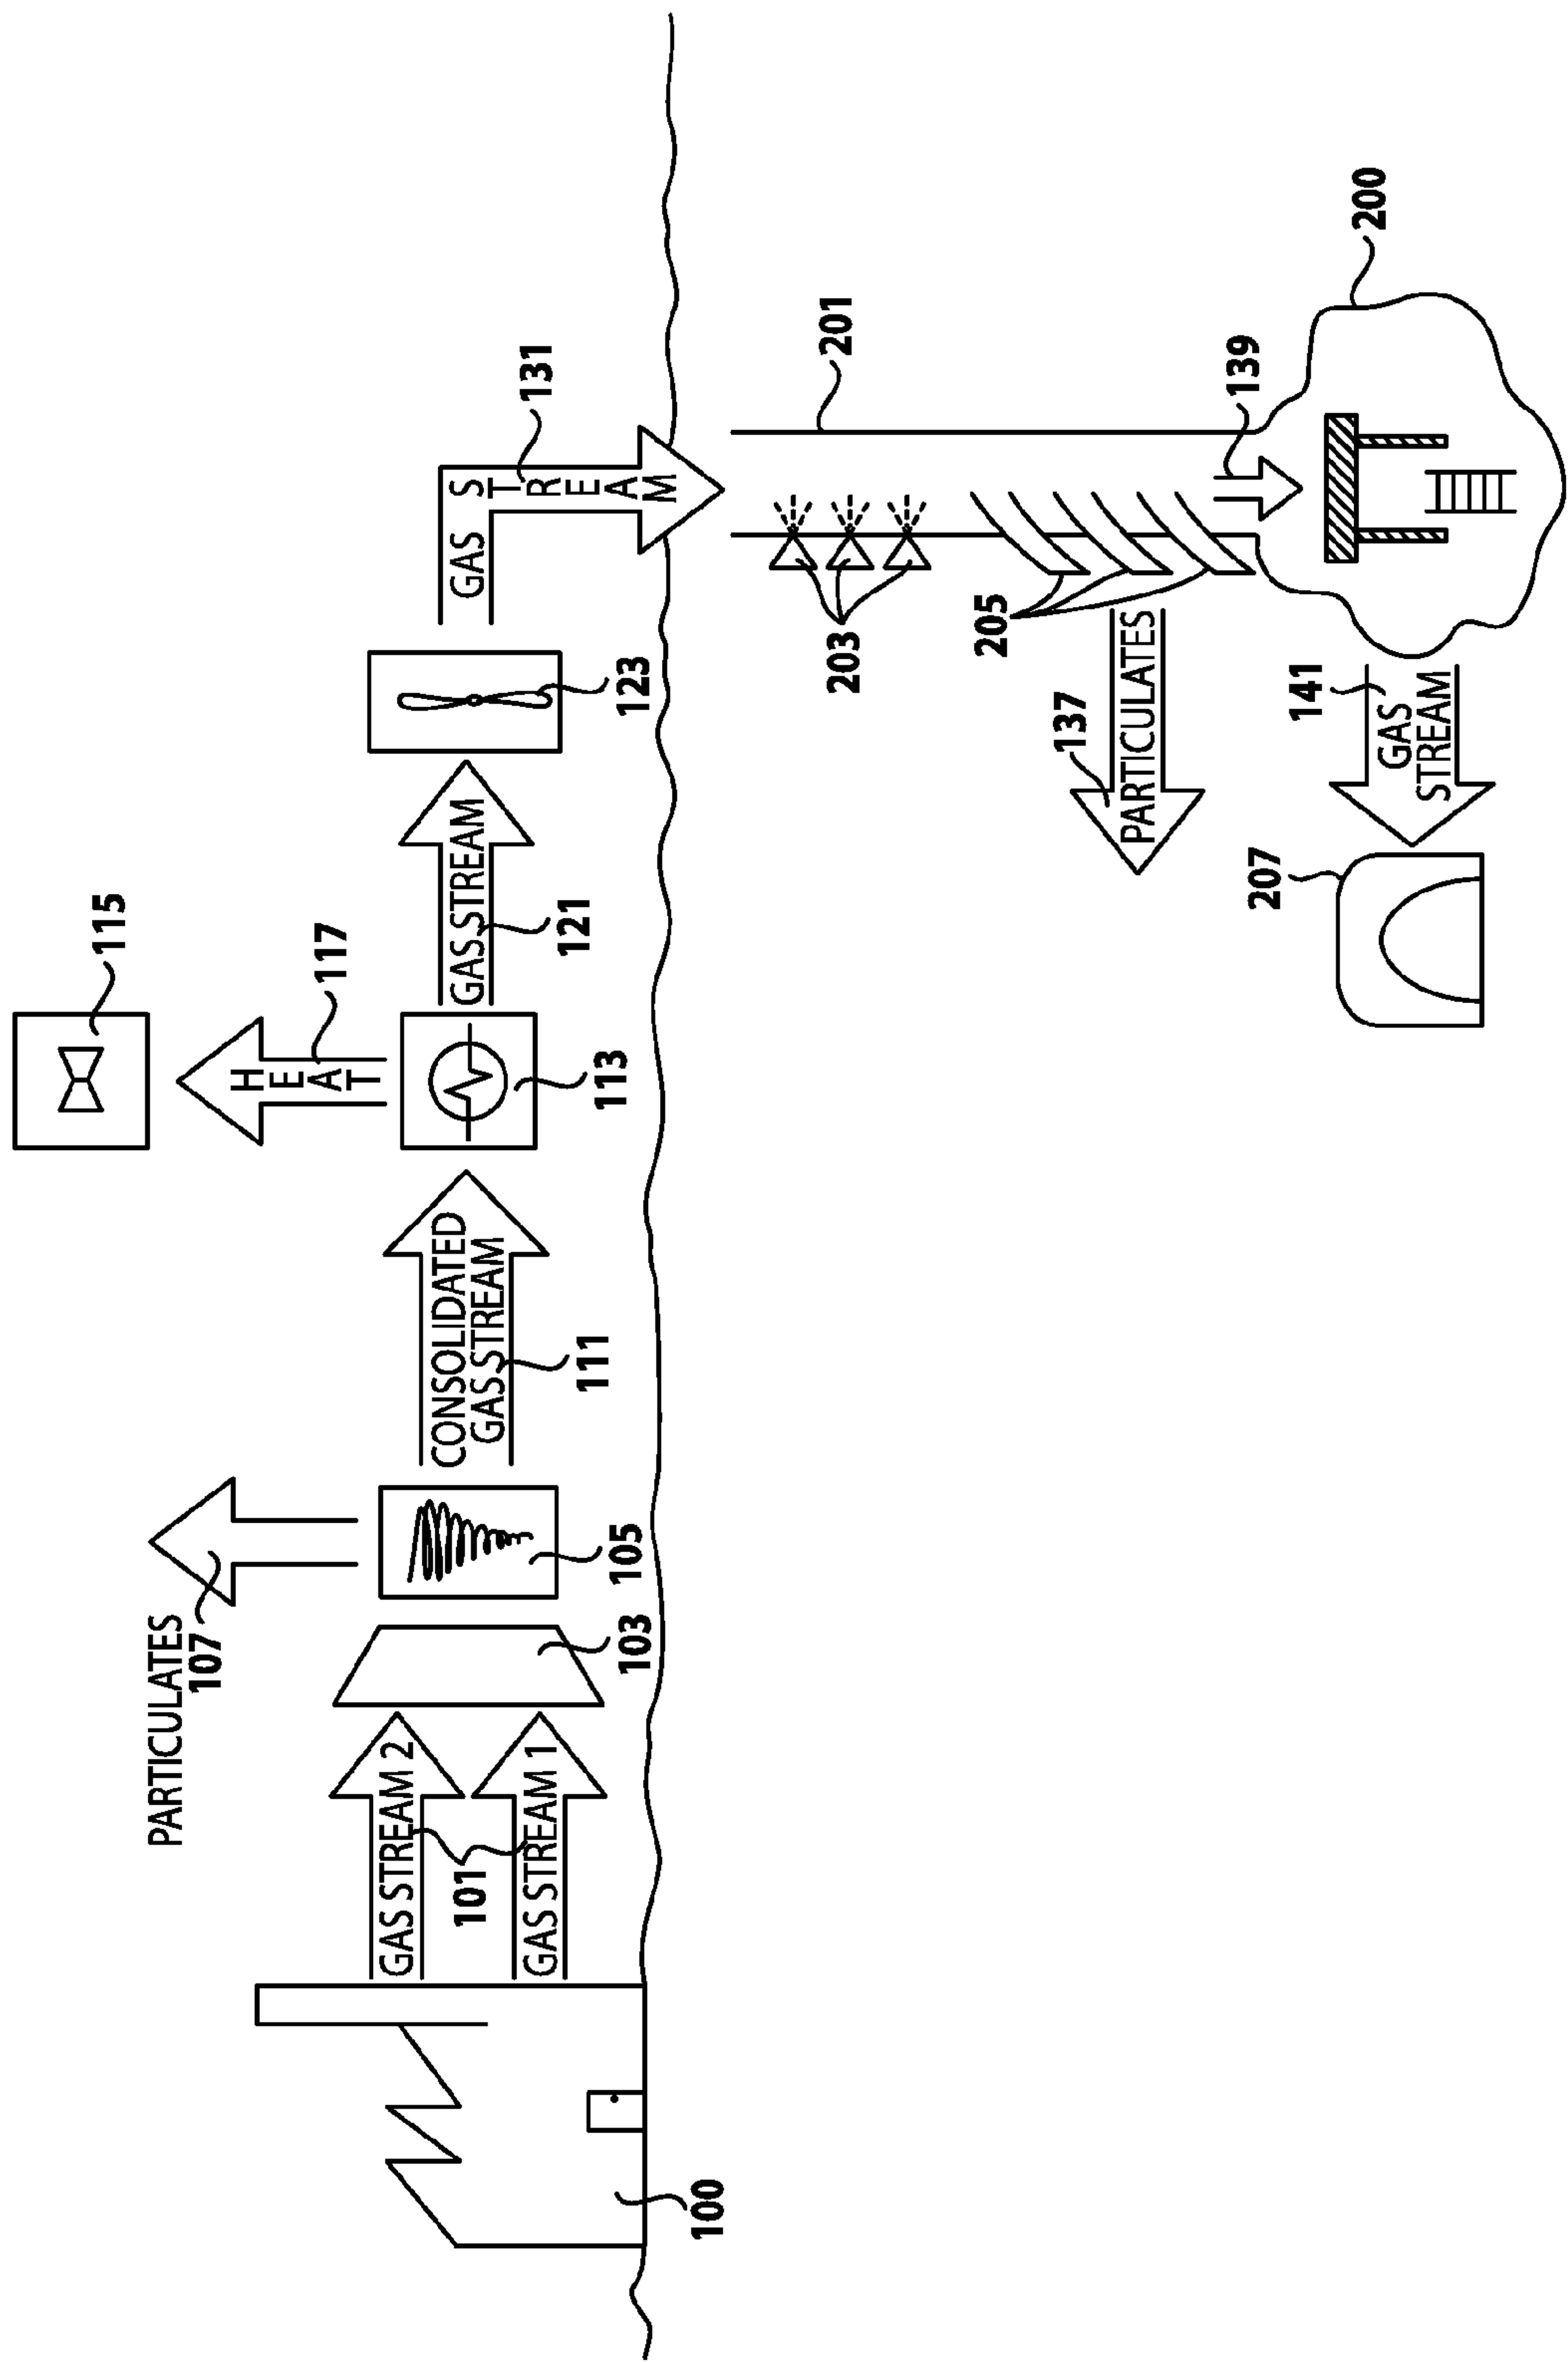 115
117
HEAT
PARTICULATES
107
GAS STREAM 2
101
GAS STREAM 1
CONSOLIDATED
GAS STREAM
111
GAS STREAM
121
GAS STREAM
131
100
103
105
113
123
201
203
205
137
PARTICULATES
139
141
GAS
STREAM
207
200